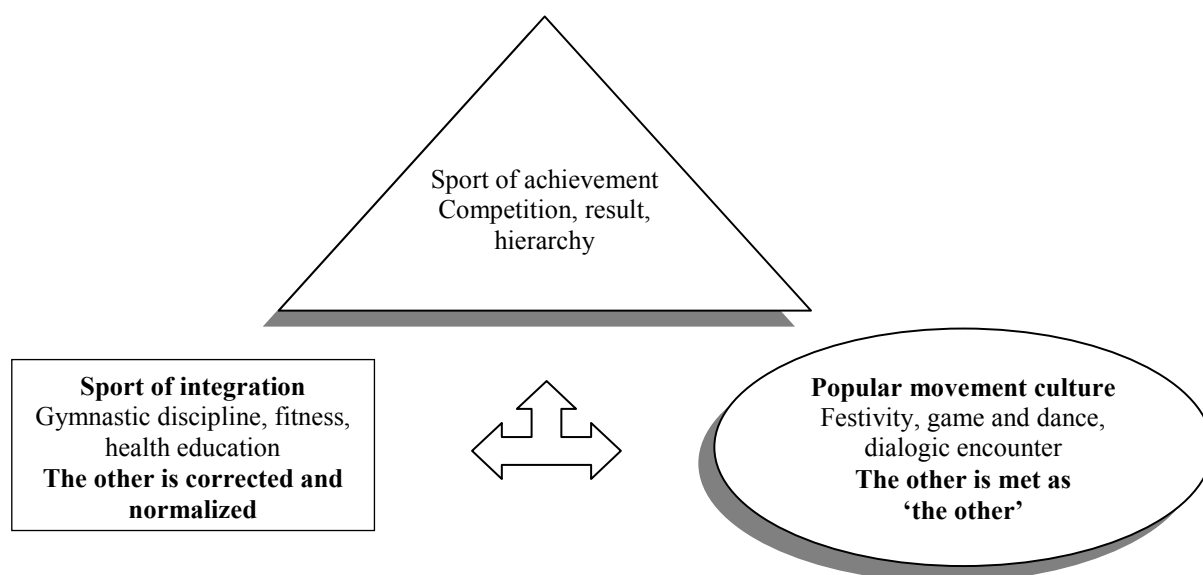 Sport of achievement
Competition, result,
hierarchy
Sport of integration
Gymnastic discipline, fitness,
health education
The other is corrected and
normalized
Popular movement culture
Festivity, game and dance,
dialogic encounter
The other is met as
‘the other’